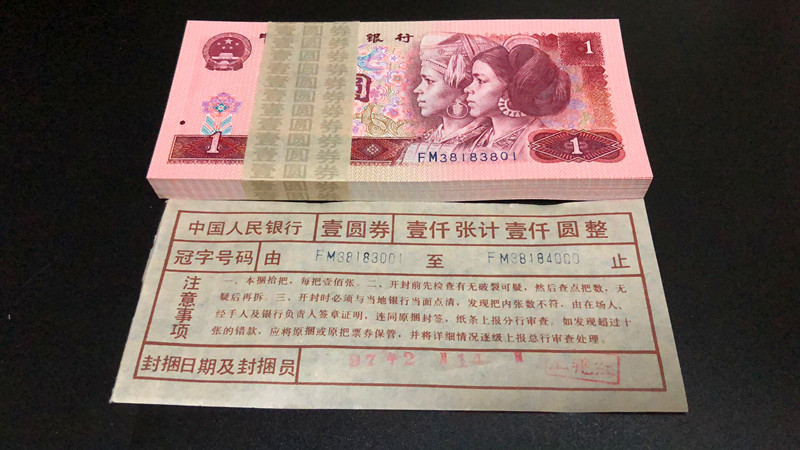 银行
壹圆券
圆
1
1
1
FM38183801
中国人民银行 壹圆券 壹仟张计壹仟圆整
冠字号码 由 FM38183001 至 FM38184000 止
注意事项
一、本捆拾把，每把壹佰张。二、开封前先检查有无破裂可疑，然后查点把数，无
疑后再拆。三、开封时必须与当地银行当面点清，发现把内张数不符，由在场人、
经手人及银行负责人签章证明，连同原捆封签，纸条上报分行审查。如发现超过十
张的错款，应将原捆或原把票券保管，并将详细情况逐级上报总行审查处理。
封捆日期及封捆员